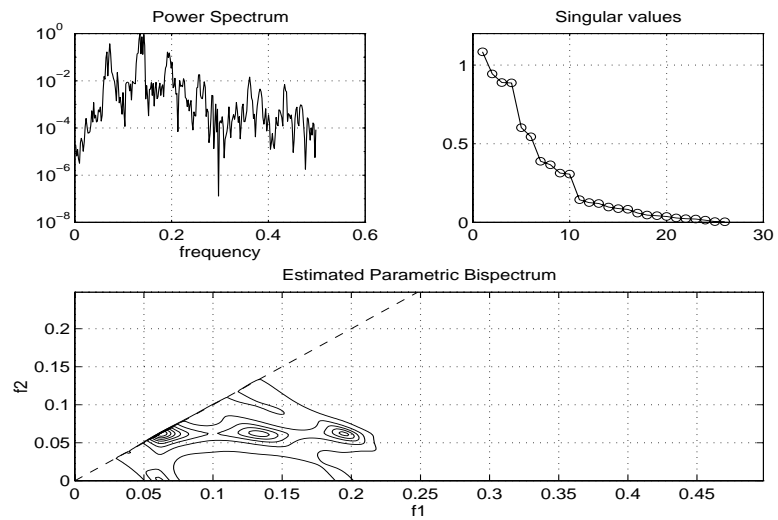 Power Spectrum
10^0
10^-2
10^-4
10^-6
10^-8
0 0.2 0.4 0.6
frequency
Singular values
1
0.5
0
0 10 20 30
Estimated Parametric Bispectrum
f2
0.2
0.15
0.1
0.05
0
0 0.05 0.1 0.15 0.2 0.25 0.3 0.35 0.4 0.45
f1